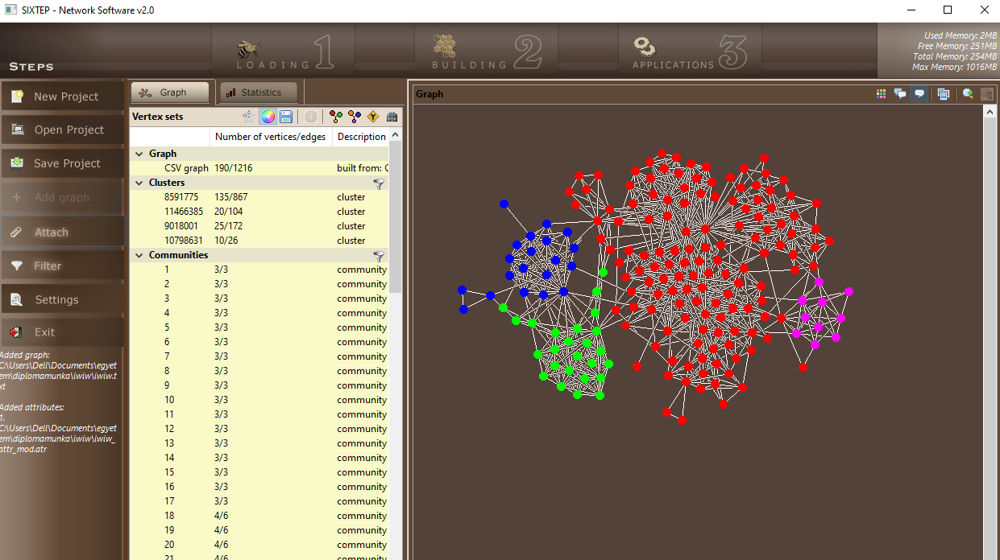 SIXTEP - Network Software v2.0
STEPS
LOADING 1
BUILDING 2
APPLICATIONS 3
Used Memory: 2MB
Free Memory: 251MB
Total Memory: 254MB
Max Memory: 1016MB
New Project
Open Project
Save Project
Add graph
Attach
Filter
Settings
Exit
Added graph:
C:\Users\Dell\Documents\egyet
em\diplomamunka\iwiw\iwiw.t
xt
Added attributes:
1.
C:\Users\Dell\Documents\egyet
em\diplomamunka\iwiw\iwiw_
attr_mod.atr
Graph Statistics
Vertex sets
Number of vertices/edges Description
Graph
CSV graph 190/1216 built from: C
Clusters
8591775 135/867 cluster
11466385 20/104 cluster
9018001 25/172 cluster
10798631 10/26 cluster
Communities
1 3/3 community
2 3/3 community
3 3/3 community
4 3/3 community
5 3/3 community
6 3/3 community
7 3/3 community
8 3/3 community
9 3/3 community
10 3/3 community
11 3/3 community
12 3/3 community
13 3/3 community
14 3/3 community
15 3/3 community
16 3/3 community
17 3/3 community
18 4/6 community
19 4/6 community
20 4/6 community
21 4/6 community
Graph